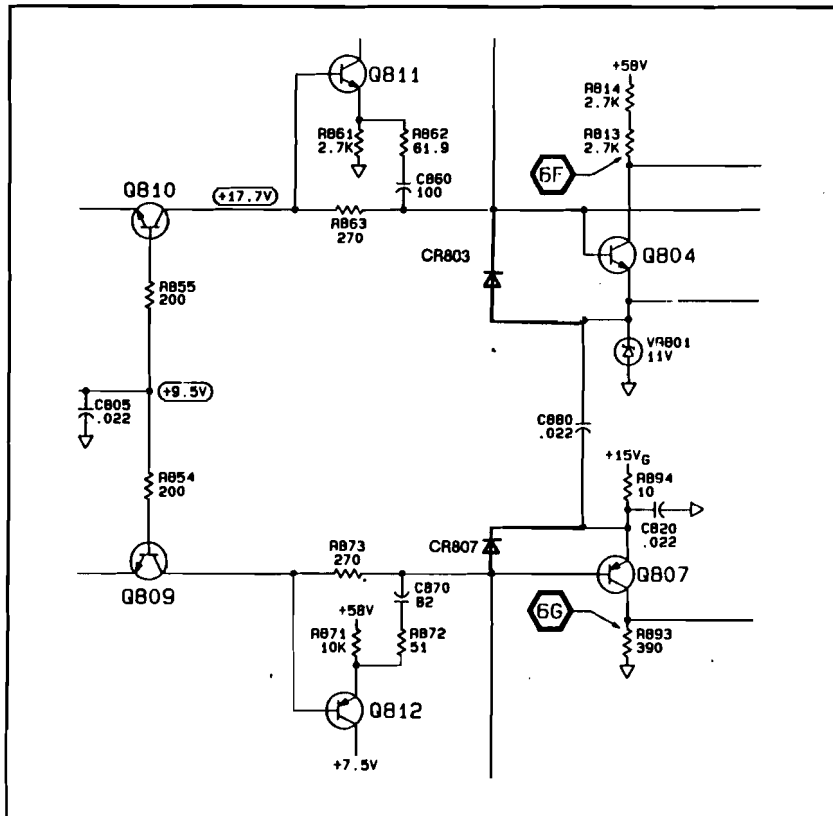 Q811
+58V
R814
2.7K
R861
2.7K
R862
61.9
R813
2.7K
6F
C860
100
Q810
+17.7V
R863
270
CR803
Q804
R855
200
VR801
11V
+9.5V
C805
.022
C880
.022
+15VG
R894
10
R854
200
C820
.022
R873
270
CR807
C870
82
Q809
Q807
+58V
6G
R871
10K
R872
51
R893
390
Q812
+7.5V